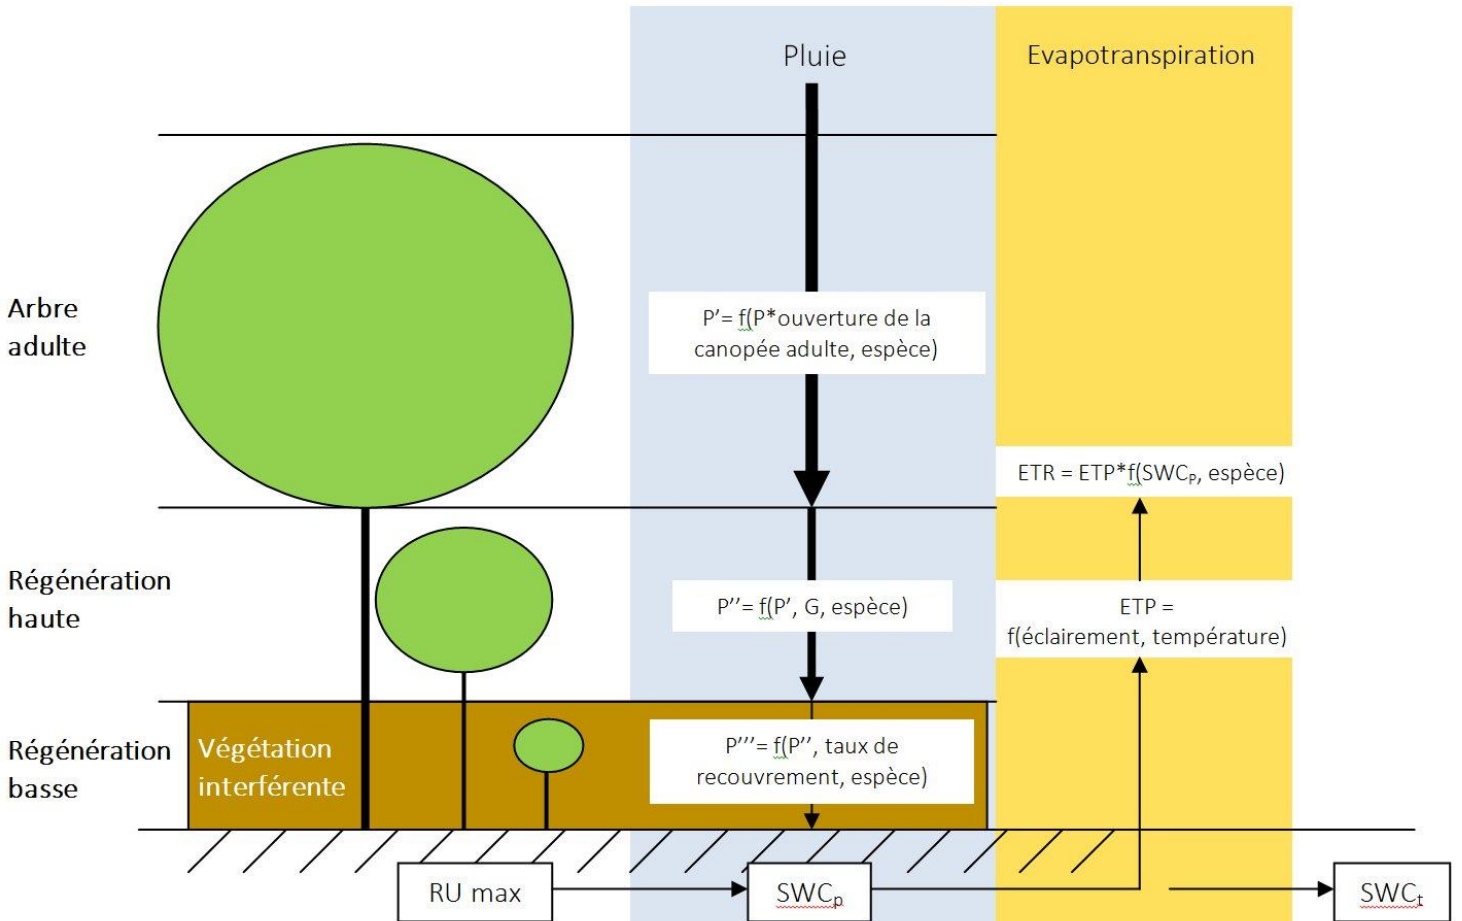 Pluie
Evapotranspiration
Arbre
adulte
P’= f(P*ouverture de la
canopée adulte, espèce)
ETR = ETP*f(SWCₚ, espèce)
Régénération
haute
P’’= f(P’, G, espèce)
ETP =
f(éclairement, température)
Régénération
basse
Végétation
interférente
P’’’= f(P’’, taux de
recouvrement, espèce)
RU max
SWCₚ
SWCₜ